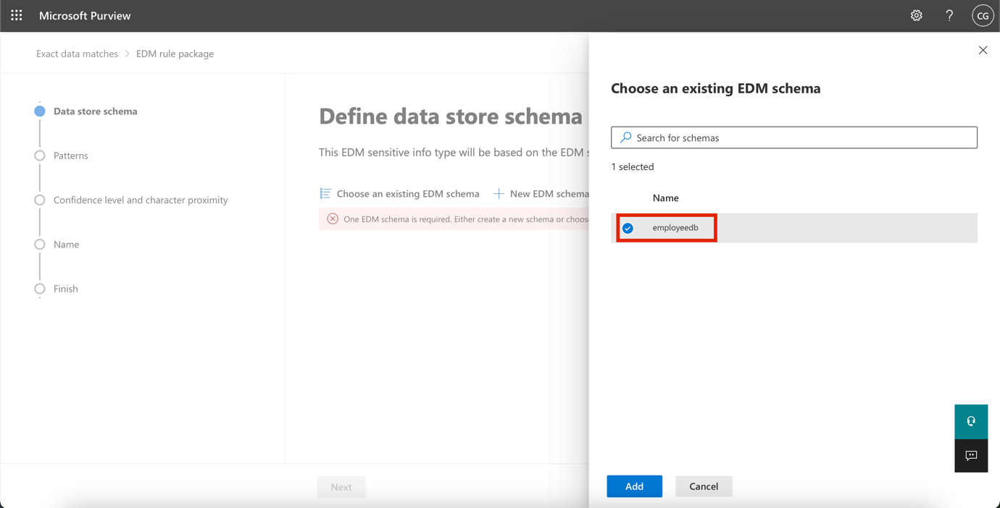 Microsoft Purview
CG
Exact data matches
EDM rule package
Data store schema
Patterns
Confidence level and character proximity
Name
Finish
Define data store schema
This EDM sensitive info type will be based on the EDM
Choose an existing EDM schema
New EDM schema
One EDM schema is required. Either create a new schema or choos
Next
Choose an existing EDM schema
Search for schemas
1 selected
Name
employeedb
Add
Cancel